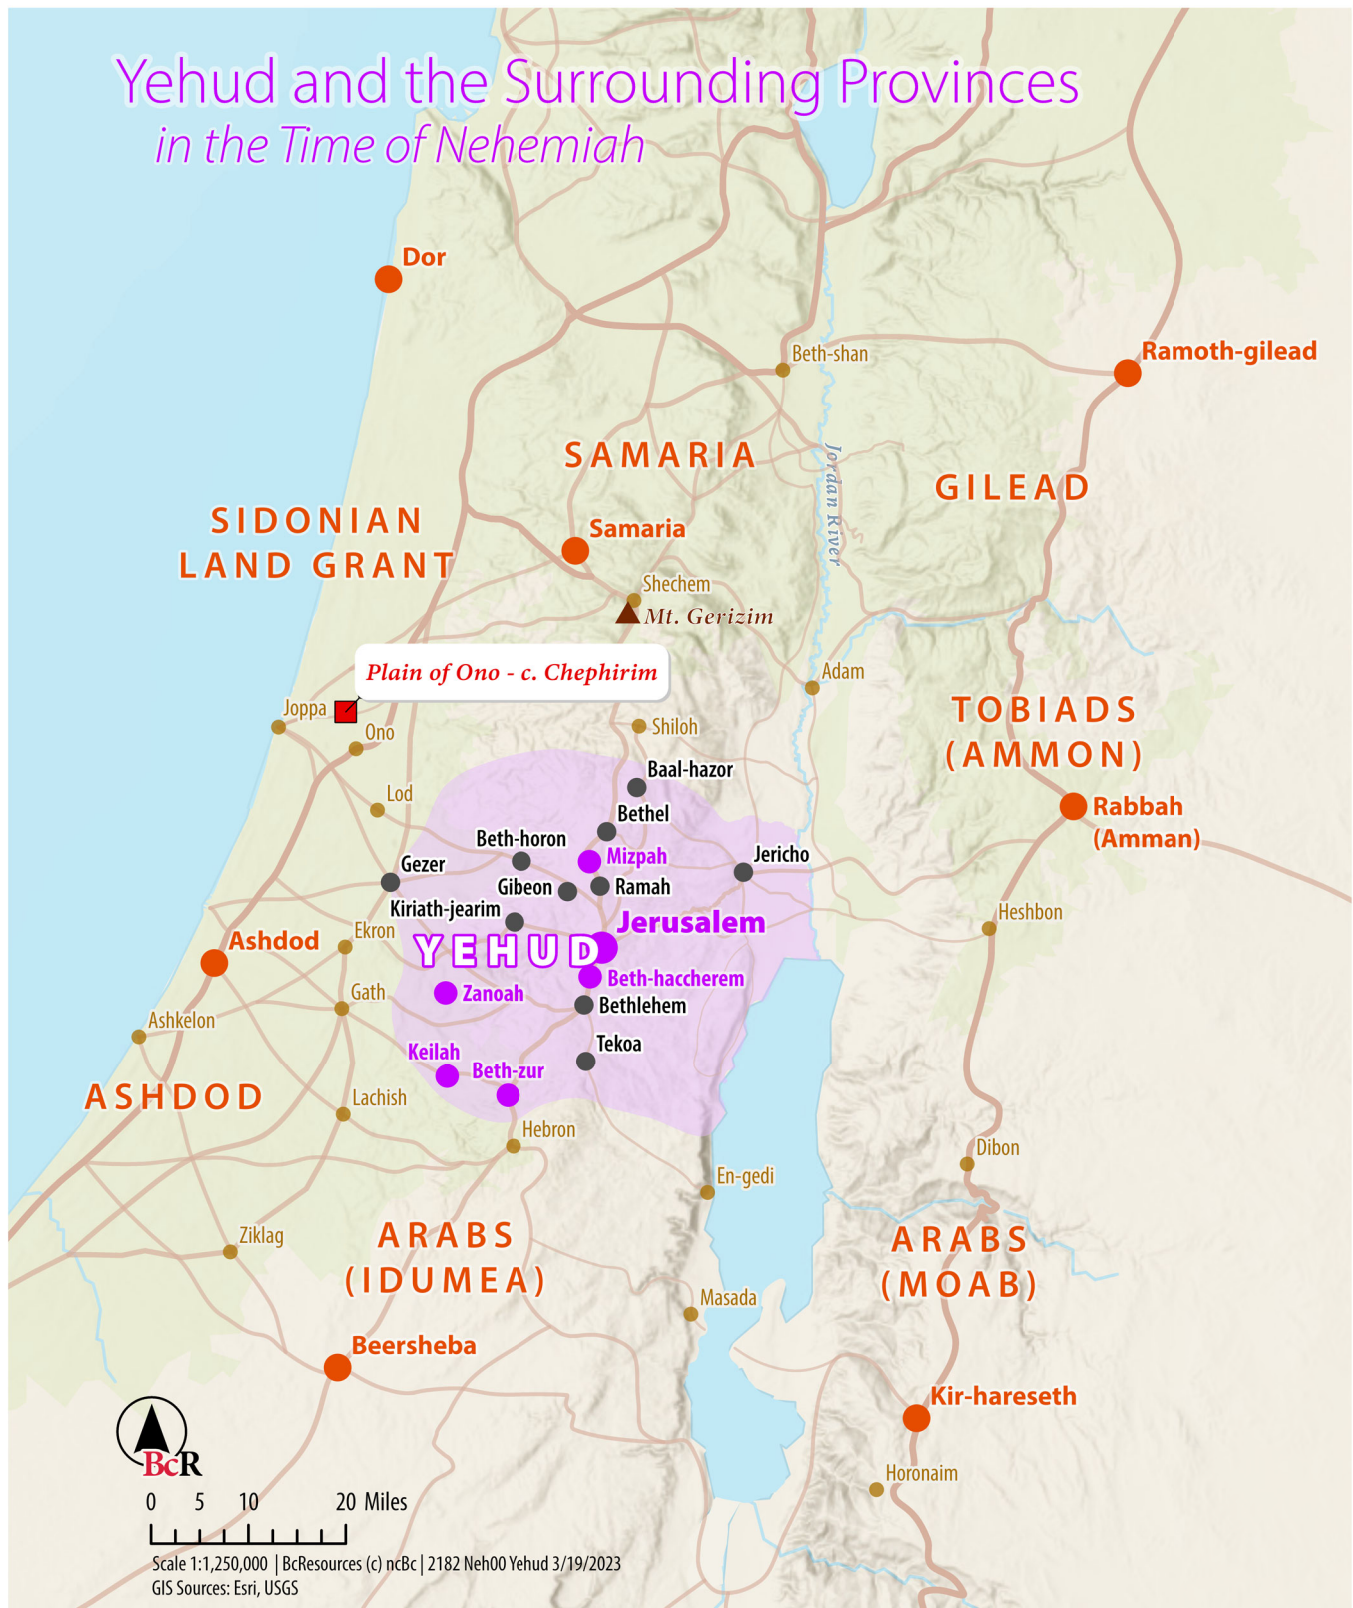 Yehud and the Surrounding Provinces
in the Time of Nehemiah
Dor
Ramoth-gilead
Beth-shan
SAMARIA
Jordan River
GILEAD
SIDONIAN
LAND GRANT
Samaria
Shechem
Mt. Gerizim
Plain of Ono - c. Chephirim
Adam
Joppa
Ono
Shiloh
TOBIADS
(AMMON)
Baal-hazor
Lod
Bethel
Rabbah
(Amman)
Beth-horon
Mizpah
Jericho
Gezer
Gibeon
Ramah
Kiriath-jearim
Heshbon
Jerusalem
Ekron
Ashdod
YEHUD
Beth-haccherem
Gath
Zanoah
Bethlehem
Ashkelon
Tekoa
Keilah
Beth-zur
ASHDOD
Lachish
Hebron
Dibon
En-gedi
Ziklag
ARABS
(IDUMEA)
ARABS
(MOAB)
Masada
Beersheba
Kir-hareseth
BcR
Horonaim
0 5 10 20 Miles
Scale 1:1,250,000 | BcResources (c) ncBc | 2182 Neh00 Yehud 3/19/2023
GIS Sources: Esri, USGS